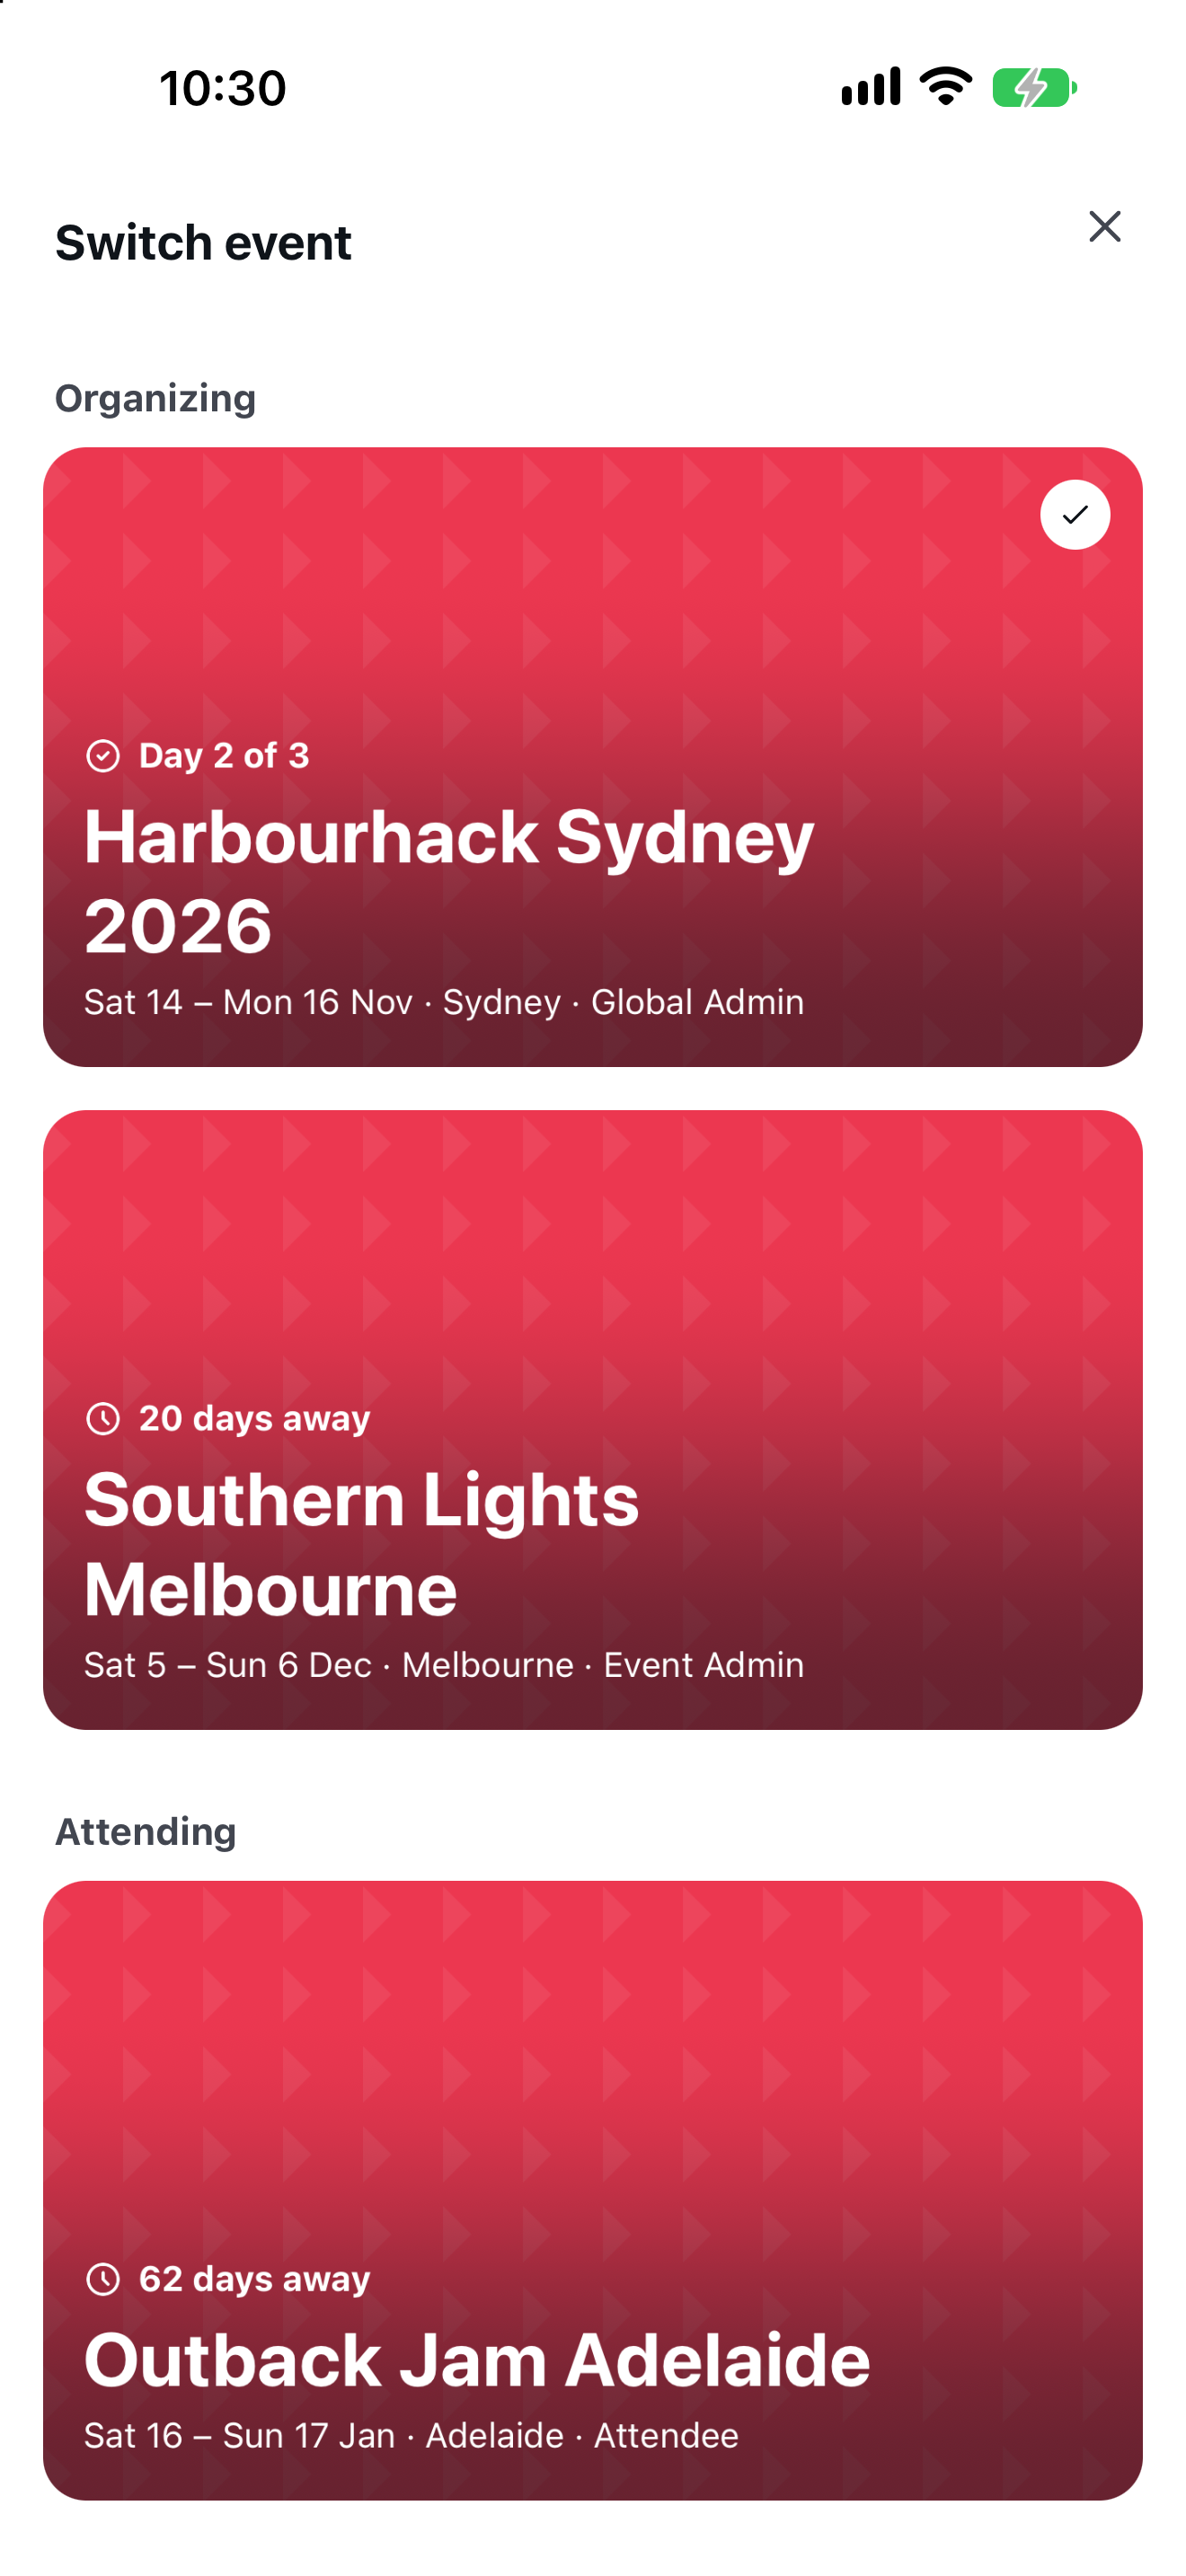 10:30
Switch event
Organizing
Day 2 of 3
Harbourhack Sydney
2026
Sat 14 – Mon 16 Nov · Sydney · Global Admin
20 days away
Southern Lights
Melbourne
Sat 5 – Sun 6 Dec · Melbourne · Event Admin
Attending
62 days away
Outback Jam Adelaide
Sat 16 – Sun 17 Jan · Adelaide · Attendee